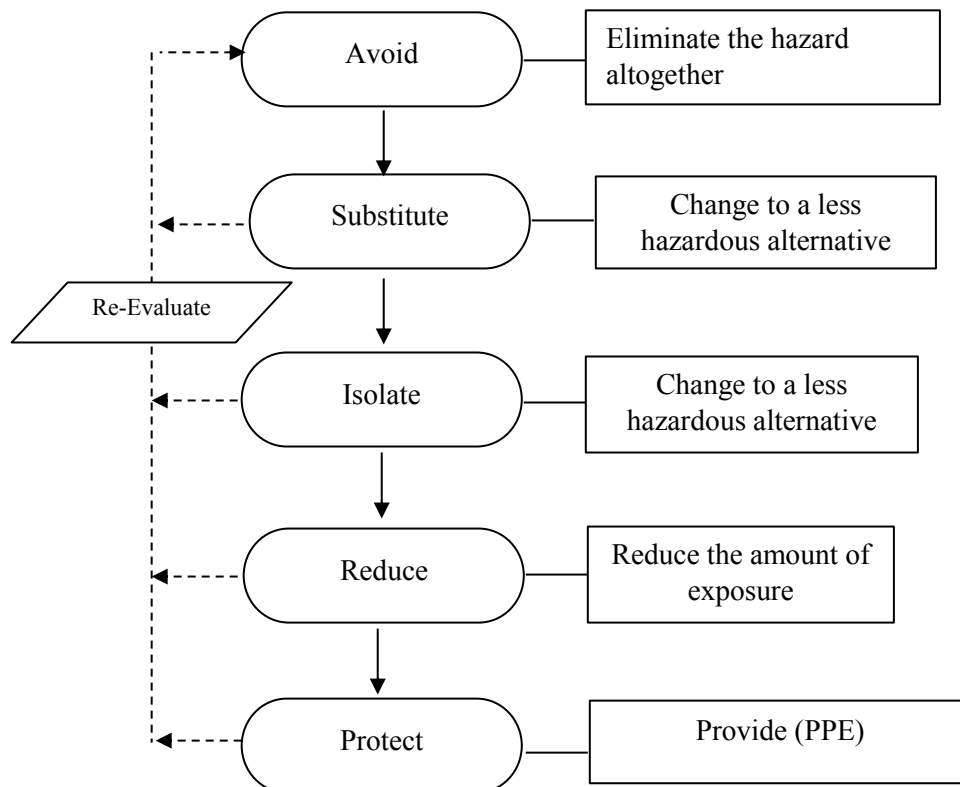 Avoid
Eliminate the hazard
altogether
Substitute
Change to a less
hazardous alternative
Re-Evaluate
Isolate
Change to a less
hazardous alternative
Reduce
Reduce the amount of
exposure
Protect
Provide (PPE)